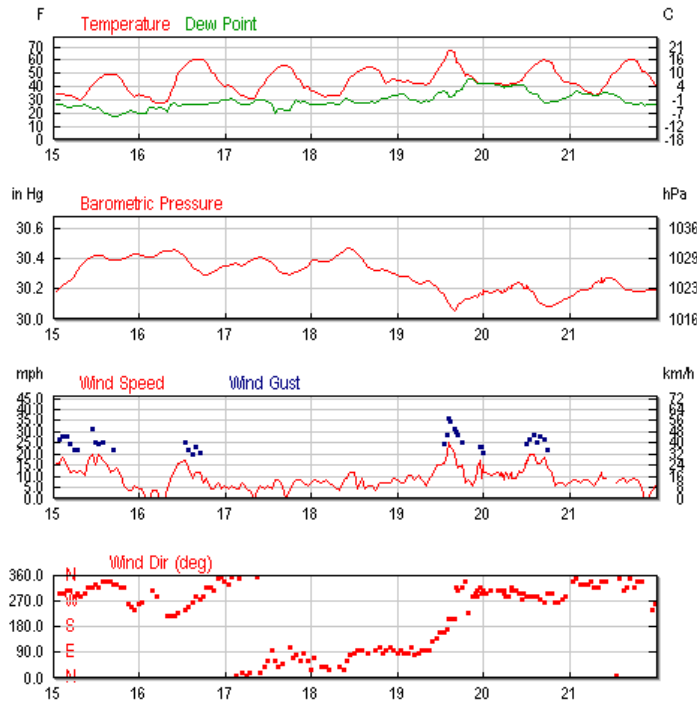 F Temperature Dew Point C
70 21
60 16
50 10
40 4
30 -1
20 -7
10 -12
0 -18
15 16 17 18 19 20 21
in Hg Barometric Pressure hPa
30.6 1036
30.4 1029
30.2 1023
30.0 1016
15 16 17 18 19 20 21
mph Wind Speed Wind Gust km/h
45.0 72
40.0 64
35.0 56
30.0 48
25.0 40
20.0 32
15.0 24
10.0 16
5.0 8
0.0 0
15 16 17 18 19 20 21
Wind Dir (deg)
360.0 N
270.0 W
180.0 S
90.0 E
0.0 N
15 16 17 18 19 20 21